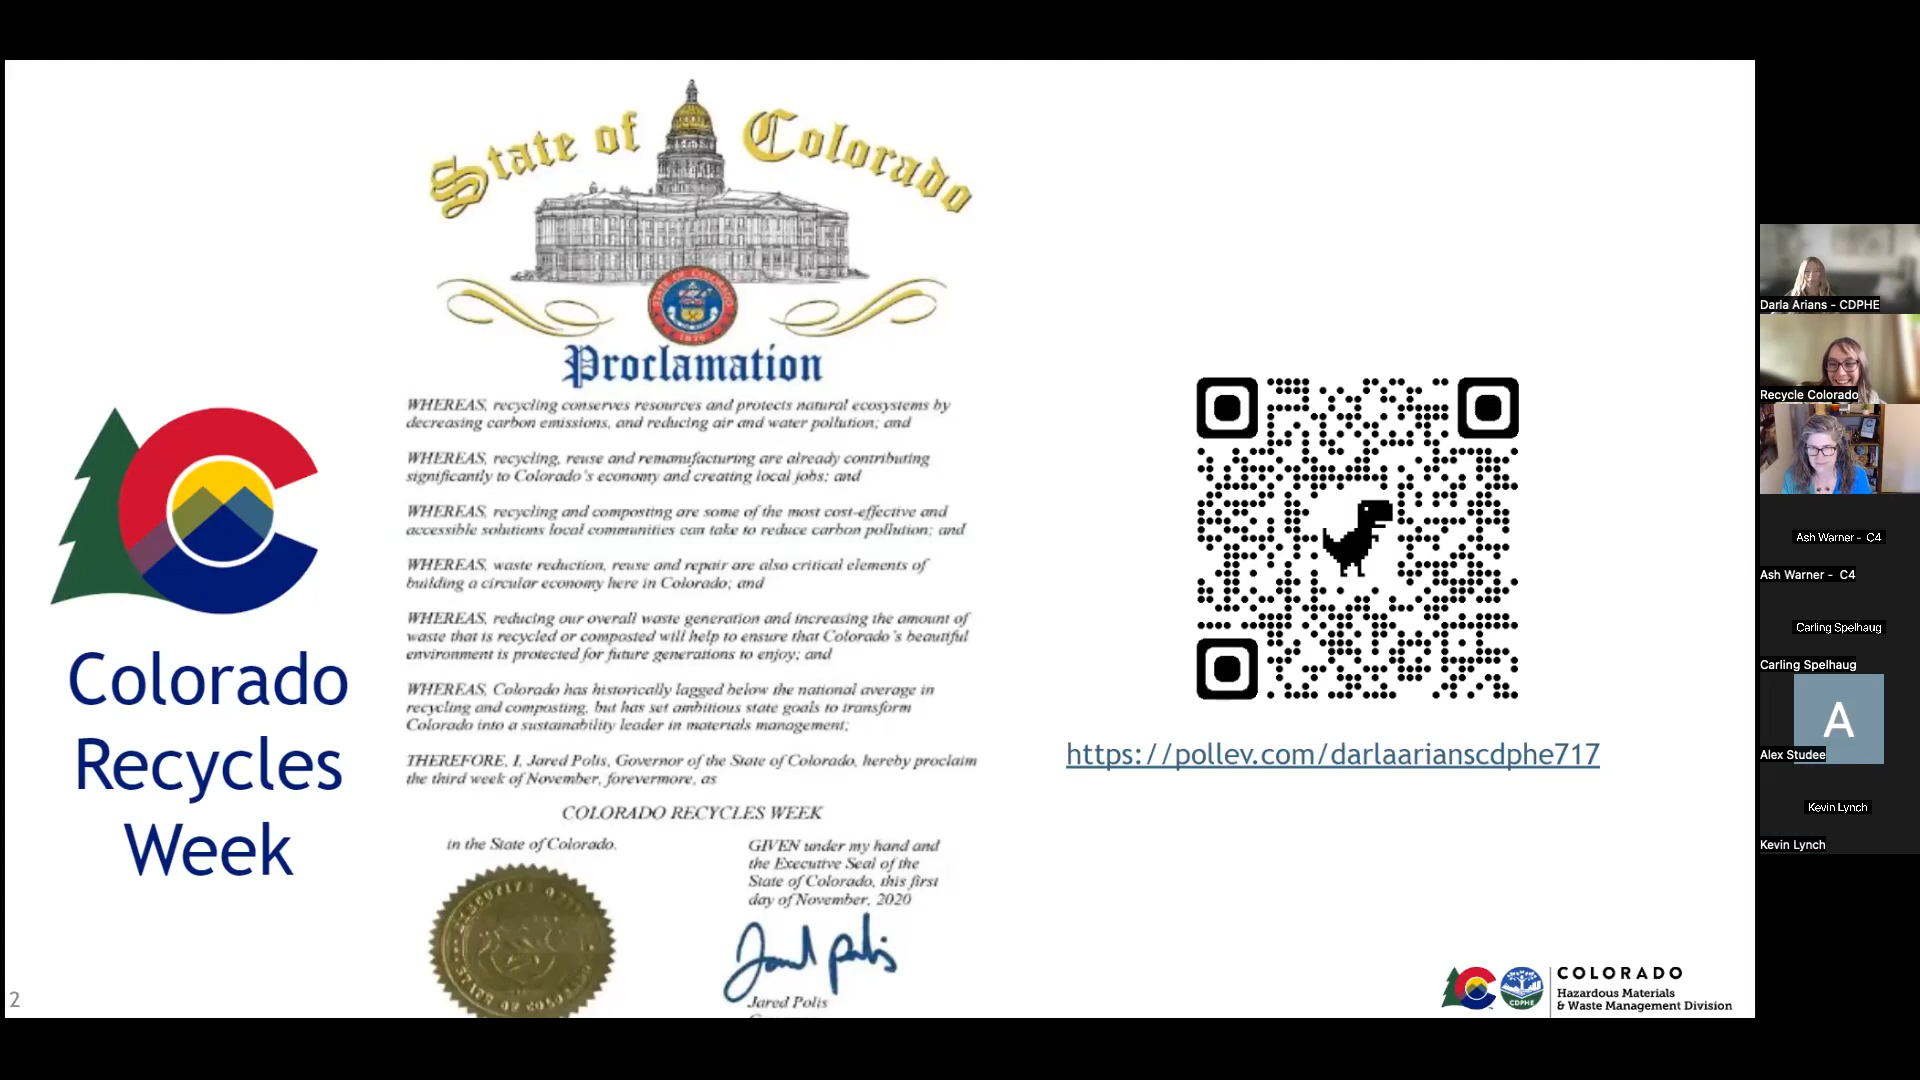 State of Colorado
STATE OF COLORADO
1876
Proclamation
WHEREAS, recycling conserves resources and protects natural ecosystems by
decreasing carbon emissions, and reducing air and water pollution; and
WHEREAS, recycling, reuse and remanufacturing are already contributing
significantly to Colorado's economy and creating local jobs; and
WHEREAS, recycling and composting are some of the most cost-effective and
accessible solutions local communities can take to reduce carbon pollution; and
WHEREAS, waste reduction, reuse and repair are also critical elements of
building a circular economy here in Colorado; and
WHEREAS, reducing our overall waste generation and increasing the amount of
waste that is recycled or composted will help to ensure that Colorado's beautiful
environment is protected for future generations to enjoy; and
WHEREAS, Colorado has historically lagged below the national average in
recycling and composting, but has set ambitious state goals to transform
Colorado into a sustainability leader in materials management;
THEREFORE, I, Jared Polis, Governor of the State of Colorado, hereby proclaim
the third week of November, forevermore, as
COLORADO RECYCLES WEEK
in the State of Colorado.
GIVEN under my hand and
the Executive Seal of the
State of Colorado, this first
day of November, 2020
Jared Polis
Jared Polis
Colorado
Recycles
Week
https://pollev.com/darlaarianscdphe717
2
CDPHE
COLORADO
Hazardous Materials
& Waste Management Division
Darla Arians - CDPHE
Recycle Colorado
Ash Warner - C4
Ash Warner - C4
Carling Spelhaug
Carling Spelhaug
A
Alex Studee
Kevin Lynch
Kevin Lynch